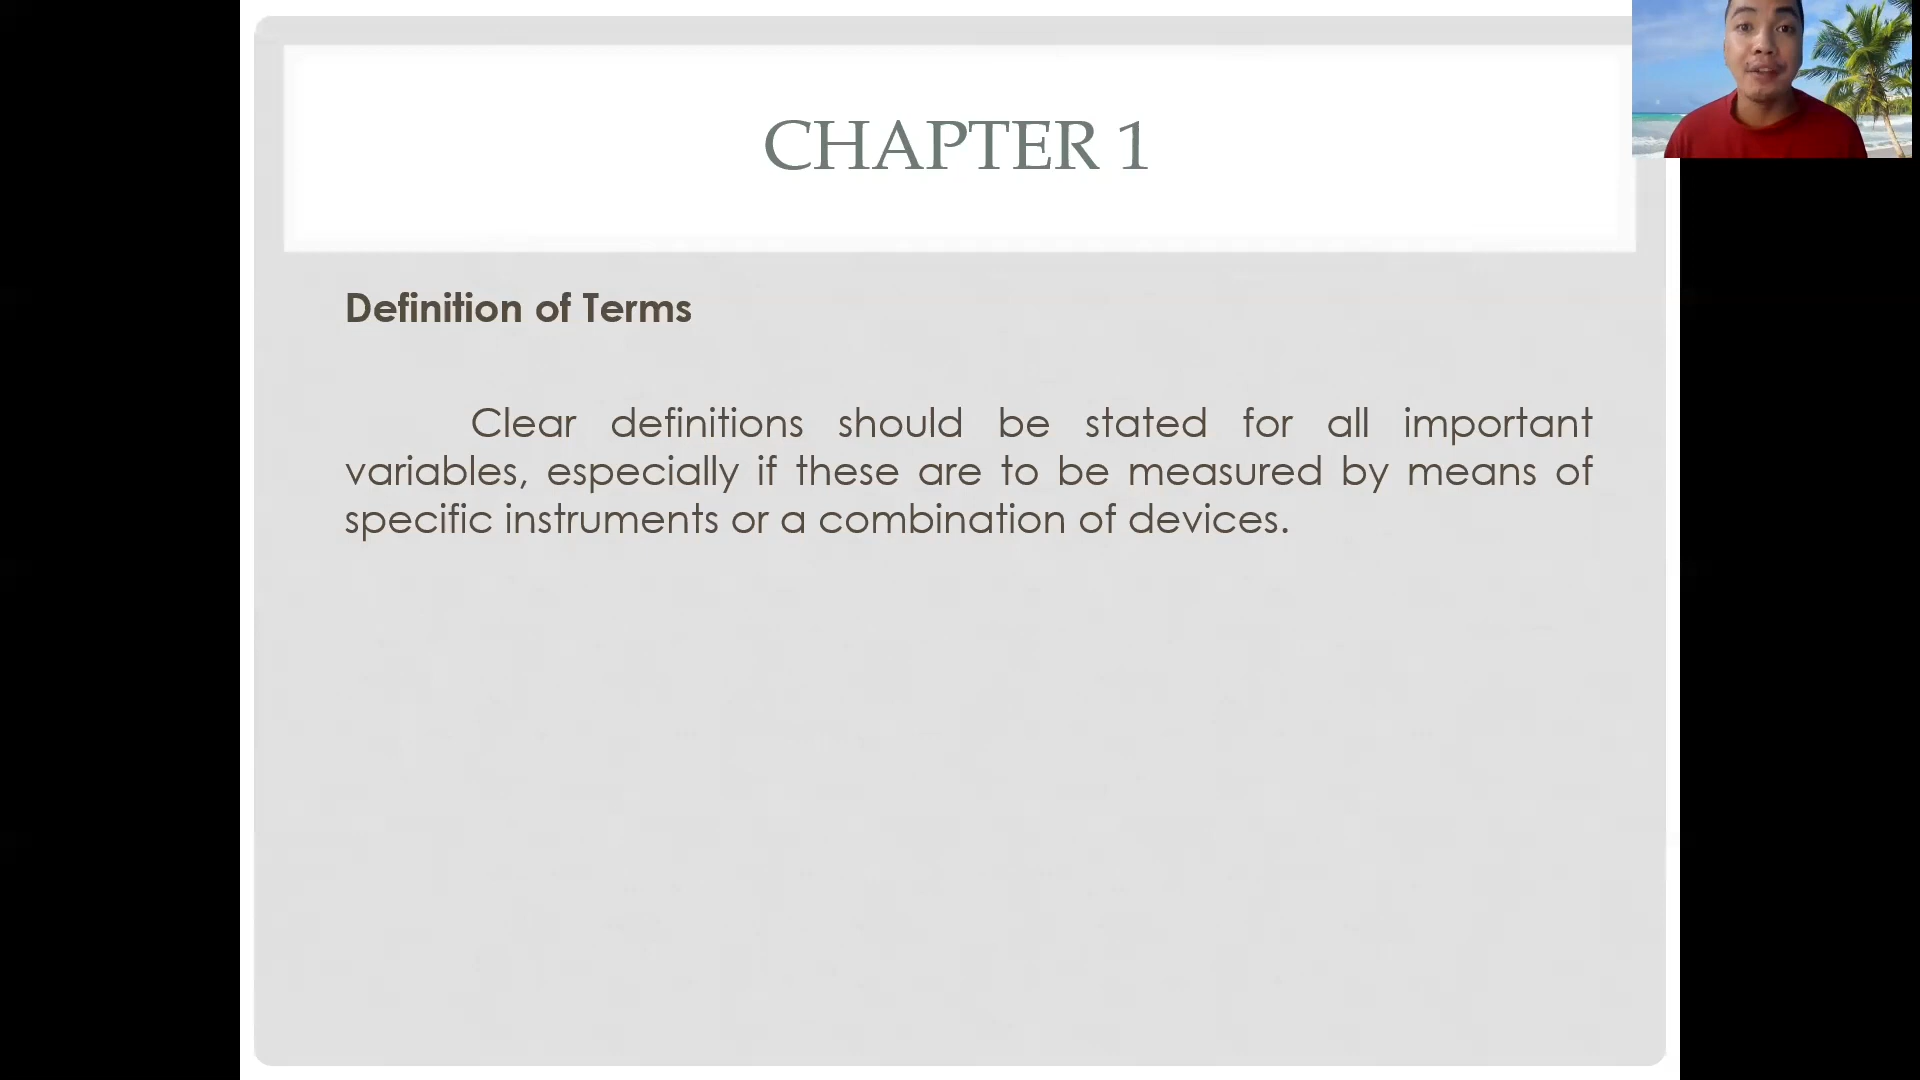 CHAPTER 1
Definition of Terms
Clear definitions should be stated for all important
variables, especially if these are to be measured by means of
specific instruments or a combination of devices.